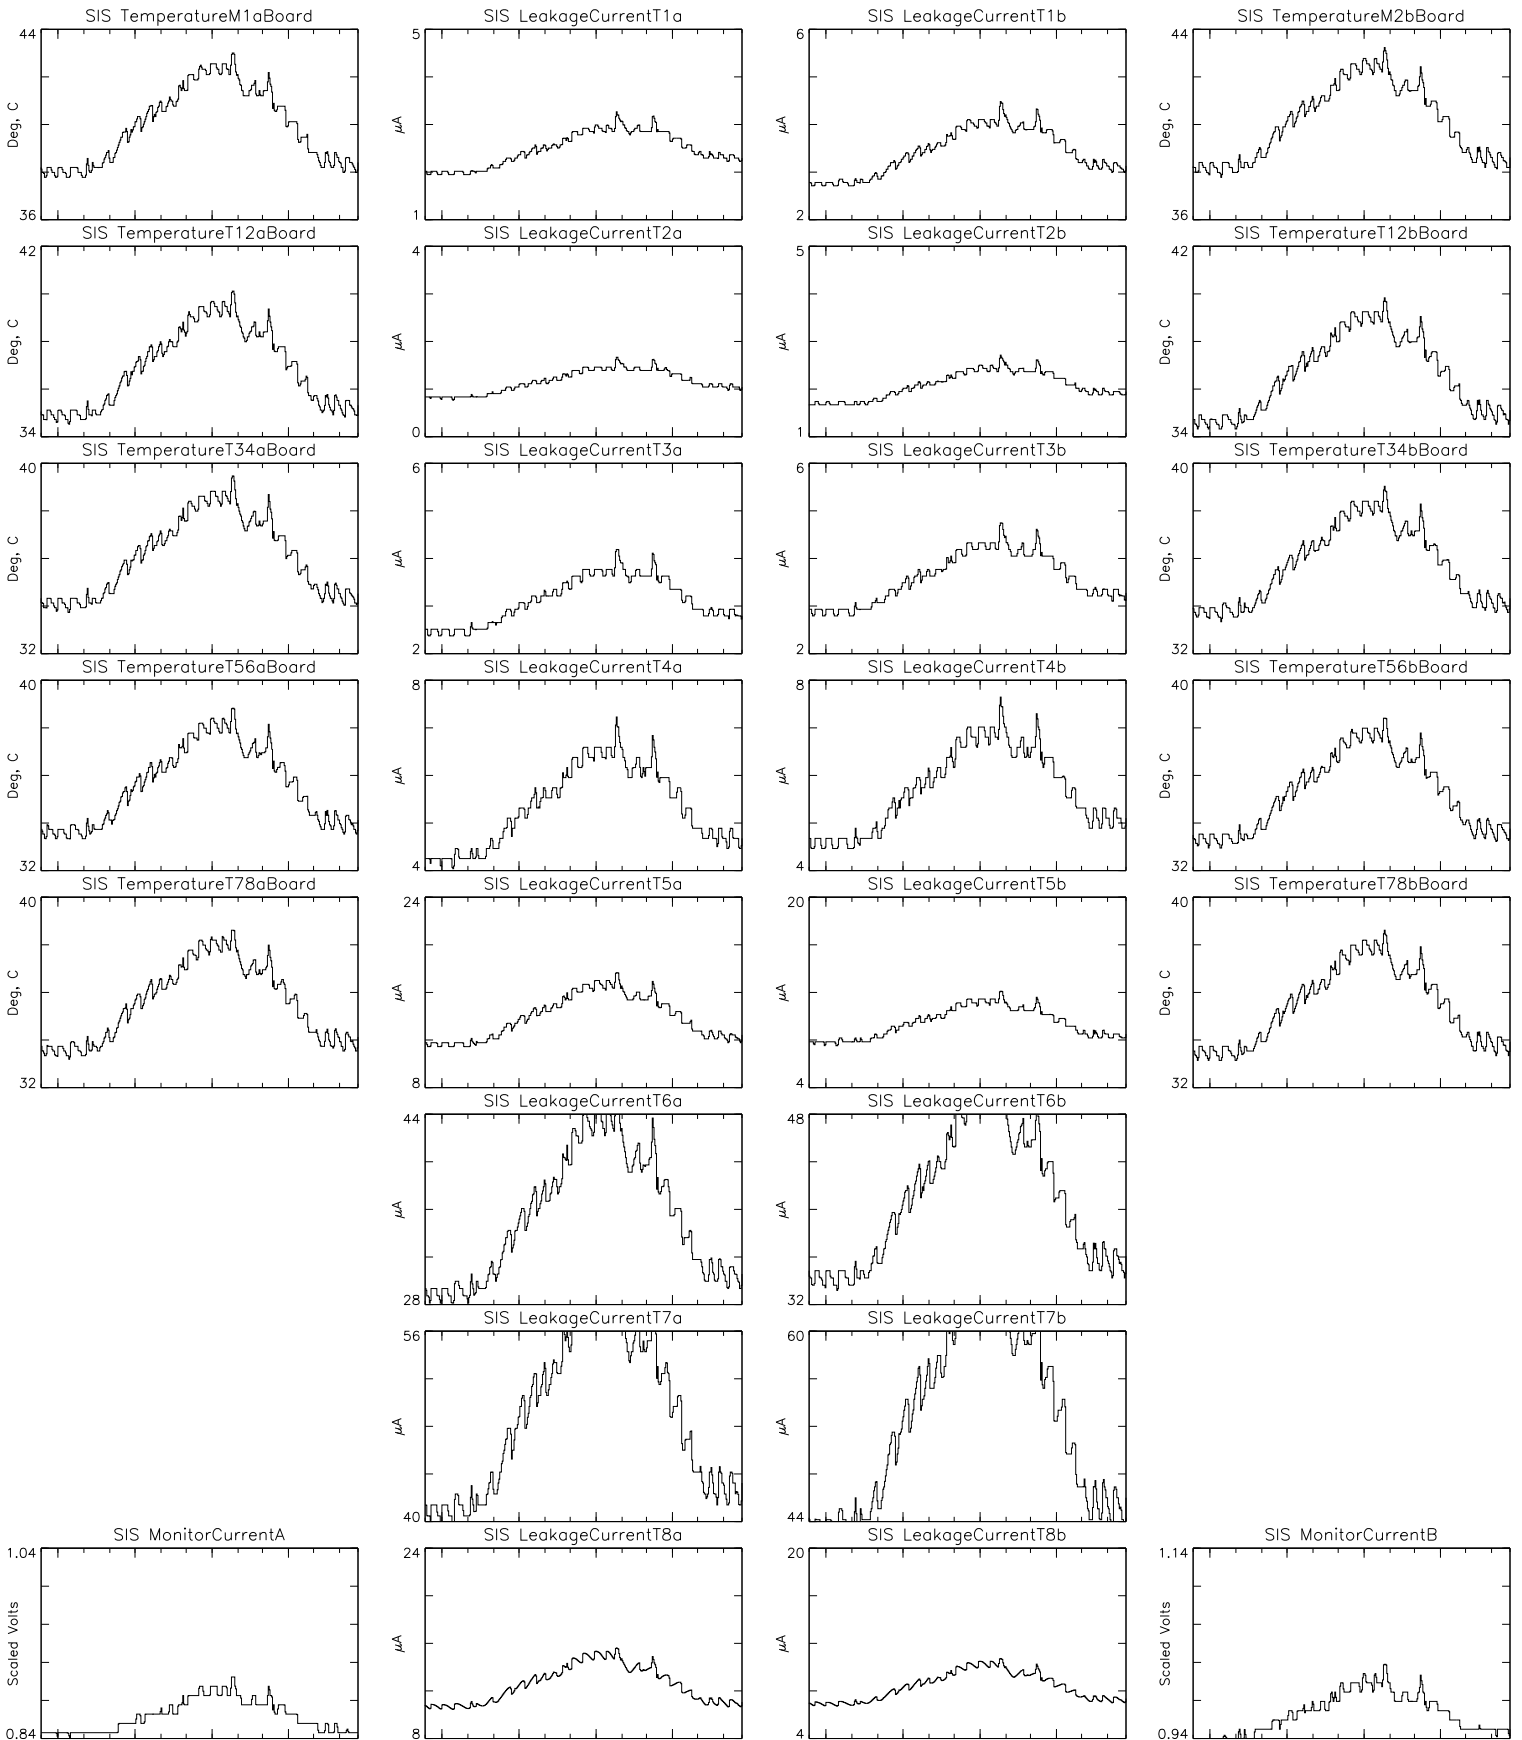 SIS TemperatureM1aBoard
44
Deg, C
36
SIS LeakageCurrentT1a
5
μA
1
SIS LeakageCurrentT1b
6
μA
2
SIS TemperatureM2bBoard
44
Deg, C
36
SIS TemperatureT12aBoard
42
Deg, C
34
SIS LeakageCurrentT2a
4
μA
0
SIS LeakageCurrentT2b
5
μA
1
SIS TemperatureT12bBoard
42
Deg, C
34
SIS TemperatureT34aBoard
40
Deg, C
32
SIS LeakageCurrentT3a
6
μA
2
SIS LeakageCurrentT3b
6
μA
2
SIS TemperatureT34bBoard
40
Deg, C
32
SIS TemperatureT56aBoard
40
Deg, C
32
SIS LeakageCurrentT4a
8
μA
4
SIS LeakageCurrentT4b
8
μA
4
SIS TemperatureT56bBoard
40
Deg, C
32
SIS TemperatureT78aBoard
40
Deg, C
32
SIS LeakageCurrentT5a
24
μA
8
SIS LeakageCurrentT5b
20
μA
4
SIS TemperatureT78bBoard
40
Deg, C
32
SIS LeakageCurrentT6a
44
μA
28
SIS LeakageCurrentT6b
48
μA
32
SIS LeakageCurrentT7a
56
μA
40
SIS LeakageCurrentT7b
60
μA
44
SIS MonitorCurrentA
1.04
Scaled Volts
0.84
SIS LeakageCurrentT8a
24
μA
8
SIS LeakageCurrentT8b
20
μA
4
SIS MonitorCurrentB
1.14
Scaled Volts
0.94